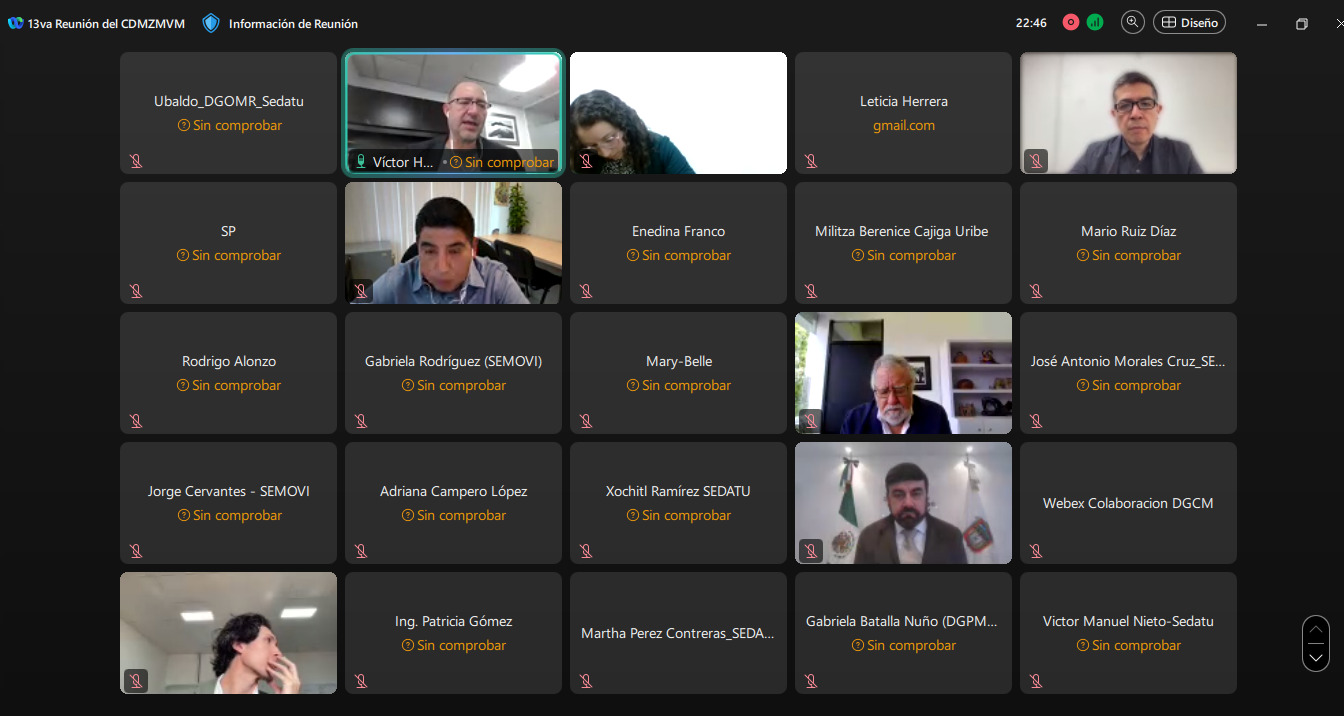 13va Reunión del CDMZMVM
Información de Reunión
22:46
Diseño
Ubaldo_DGOMR_Sedatu
Sin comprobar
Víctor H...
Sin comprobar
Leticia Herrera
gmail.com
SP
Sin comprobar
Enedina Franco
Sin comprobar
Militza Berenice Cajiga Uribe
Sin comprobar
Mario Ruiz Díaz
Sin comprobar
Rodrigo Alonzo
Sin comprobar
Gabriela Rodríguez (SEMOVI)
Sin comprobar
Mary-Belle
Sin comprobar
José Antonio Morales Cruz_SE...
Sin comprobar
Jorge Cervantes - SEMOVI
Sin comprobar
Adriana Campero López
Sin comprobar
Xochitl Ramírez SEDATU
Sin comprobar
Webex Colaboracion DGCM
Ing. Patricia Gómez
Sin comprobar
Martha Perez Contreras_SEDA...
Gabriela Batalla Nuño (DGPM...
Sin comprobar
Victor Manuel Nieto-Sedatu
Sin comprobar